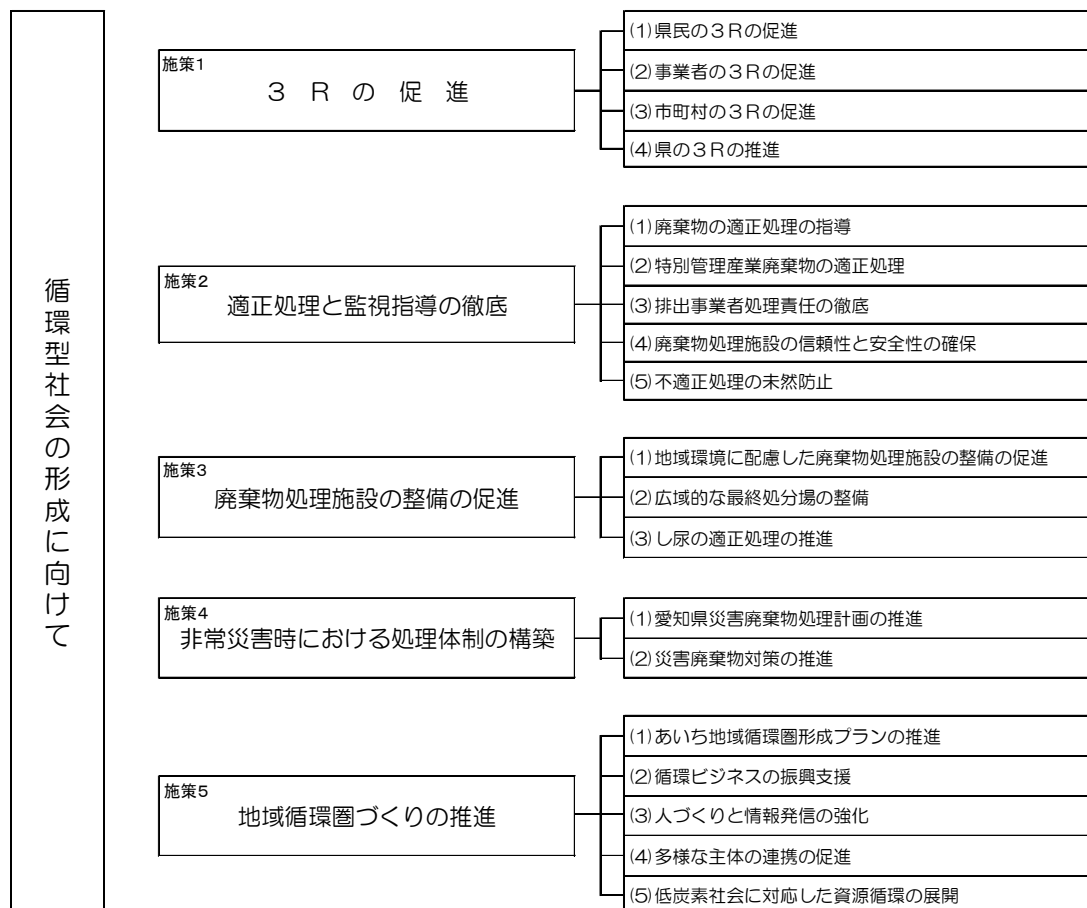 循環型社会の形成に向けて
施策1
３Ｒの促進
(1)県民の３Ｒの促進
(2)事業者の３Ｒの促進
(3)市町村の３Ｒの促進
(4)県の３Ｒの推進
施策2
適正処理と監視指導の徹底
(1)廃棄物の適正処理の指導
(2)特別管理産業廃棄物の適正処理
(3)排出事業者処理責任の徹底
(4)廃棄物処理施設の信頼性と安全性の確保
(5)不適正処理の未然防止
施策3
廃棄物処理施設の整備の促進
(1)地域環境に配慮した廃棄物処理施設の整備の促進
(2)広域的な最終処分場の整備
(3)し尿の適正処理の推進
施策4
非常災害時における処理体制の構築
(1)愛知県災害廃棄物処理計画の推進
(2)災害廃棄物対策の推進
施策5
地域循環圏づくりの推進
(1)あいち地域循環圏形成プランの推進
(2)循環ビジネスの振興支援
(3)人づくりと情報発信の強化
(4)多様な主体の連携の促進
(5)低炭素社会に対応した資源循環の展開